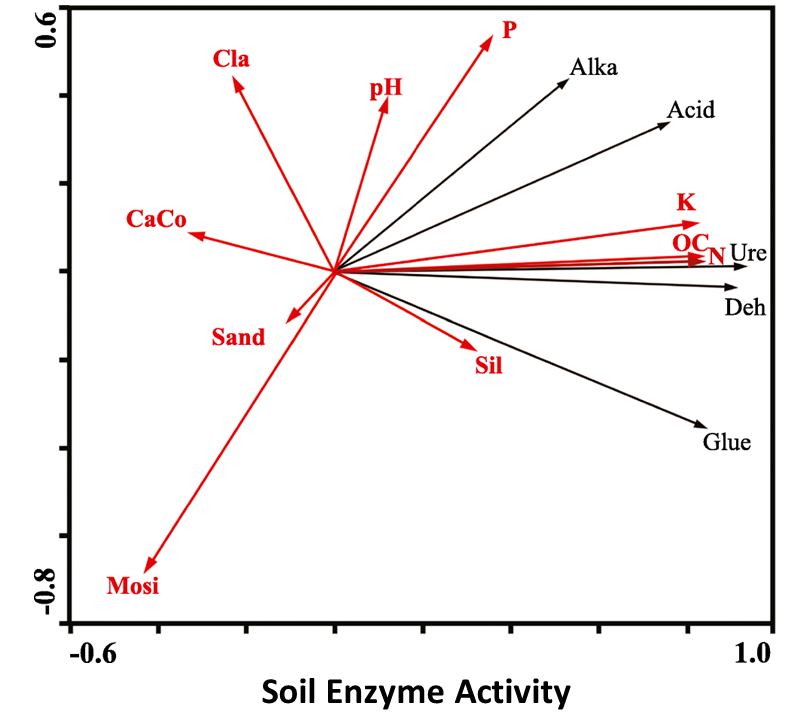 0.6
P
Cla
Alka
pH
Acid
K
CaCo
OC
N
Ure
Deh
Sand
Sil
Glue
Mosi
-0.8
-0.6
1.0
Soil Enzyme Activity